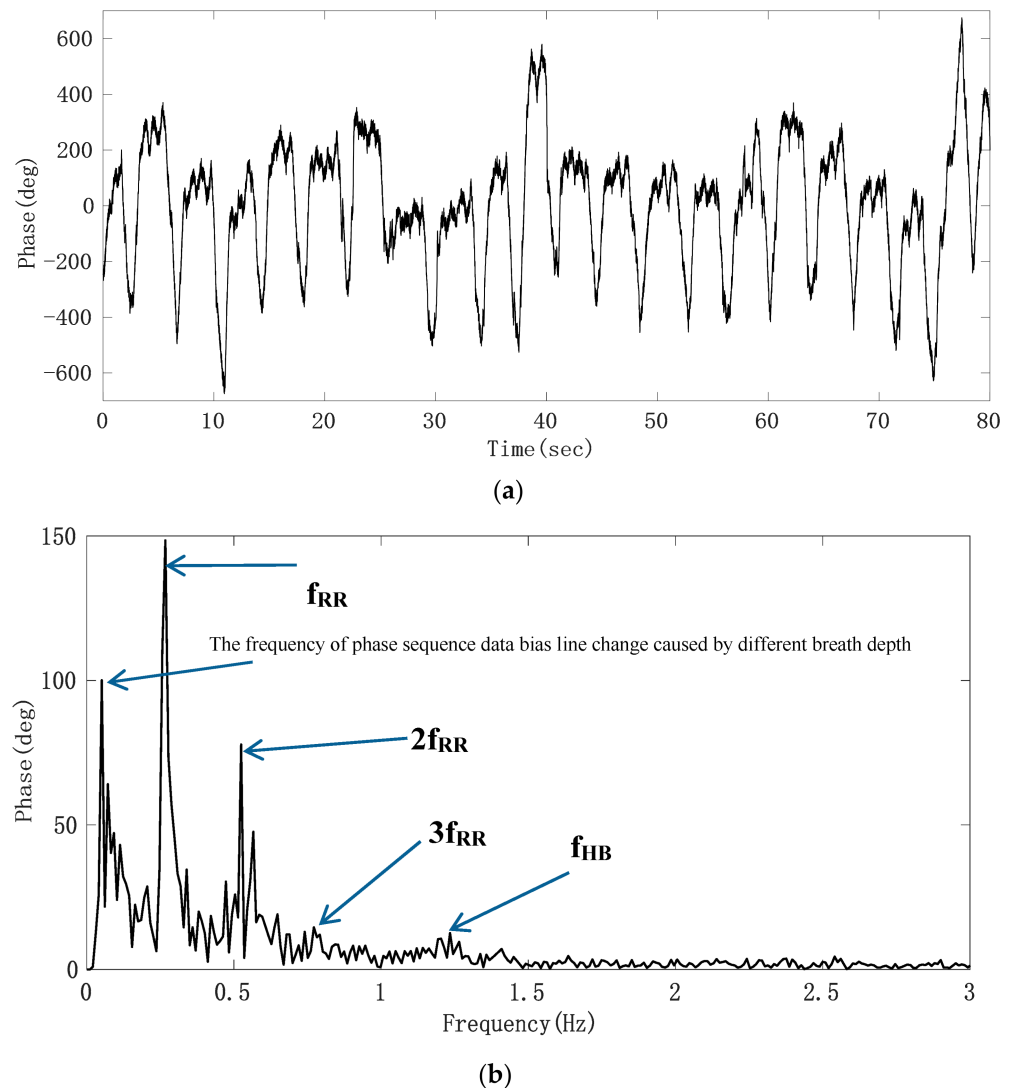 600
400
200
0
−200
−400
−600
Phase(deg)
0 10 20 30 40 50 60 70 80
Time(sec)
(a)
150
100
50
0
Phase(deg)
fRR
The frequency of phase sequence data bias line change caused by different breath depth
2fRR
3fRR
fHB
0 0.5 1 1.5 2 2.5 3
Frequency(Hz)
(b)